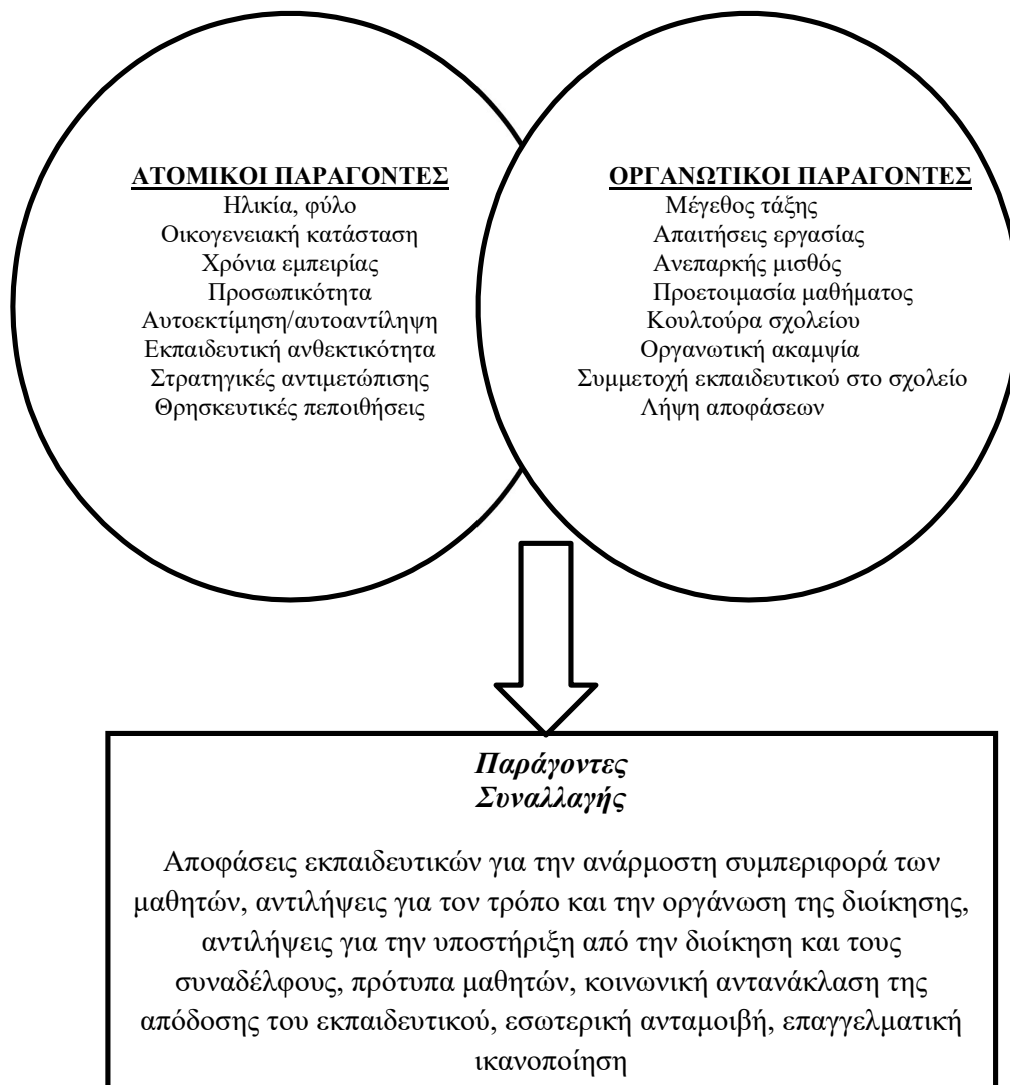 ΑΤΟΜΙΚΟΙ ΠΑΡΑΓΟΝΤΕΣ
Ηλικία, φύλο
Οικογενειακή κατάσταση
Χρόνια εμπειρίας
Προσωπικότητα
Αυτοεκτίμηση/αυτοαντίληψη
Εκπαιδευτική ανθεκτικότητα
Στρατηγικές αντιμετώπισης
Θρησκευτικές πεποιθήσεις
ΟΡΓΑΝΩΤΙΚΟΙ ΠΑΡΑΓΟΝΤΕΣ
Μέγεθος τάξης
Απαιτήσεις εργασίας
Ανεπαρκής μισθός
Προετοιμασία μαθήματος
Κουλτούρα σχολείου
Οργανωτική ακαμψία
Συμμετοχή εκπαιδευτικού στο σχολείο
Λήψη αποφάσεων
Παράγοντες
Συναλλαγής
Αποφάσεις εκπαιδευτικών για την ανάρμοστη συμπεριφορά των
μαθητών, αντιλήψεις για τον τρόπο και την οργάνωση της διοίκησης,
αντιλήψεις για την υποστήριξη από την διοίκηση και τους
συναδέλφους, πρότυπα μαθητών, κοινωνική αντανάκλαση της
απόδοσης του εκπαιδευτικού, εσωτερική ανταμοιβή, επαγγελματική
ικανοποίηση